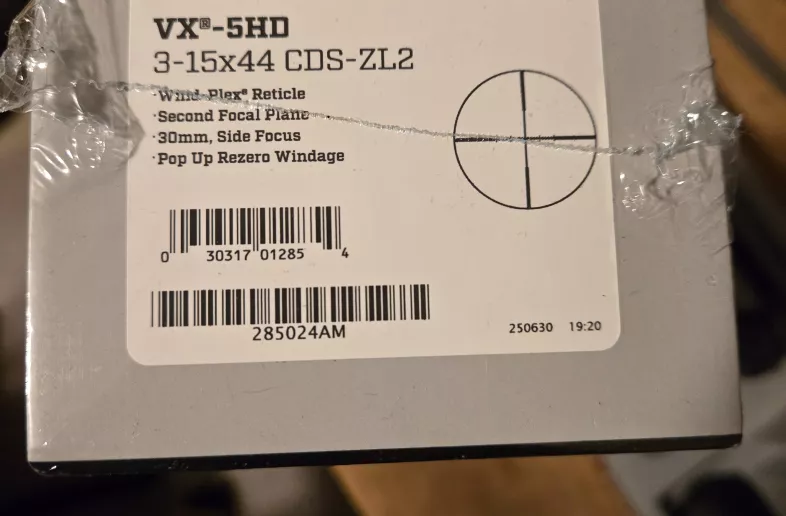 VX®-5HD
3-15x44 CDS-ZL2
·Wind-Plex® Reticle
·Second Focal Plane
·30mm, Side Focus
·Pop Up Rezero Windage
0 30317 01285 4
285024AM
250630 19:20